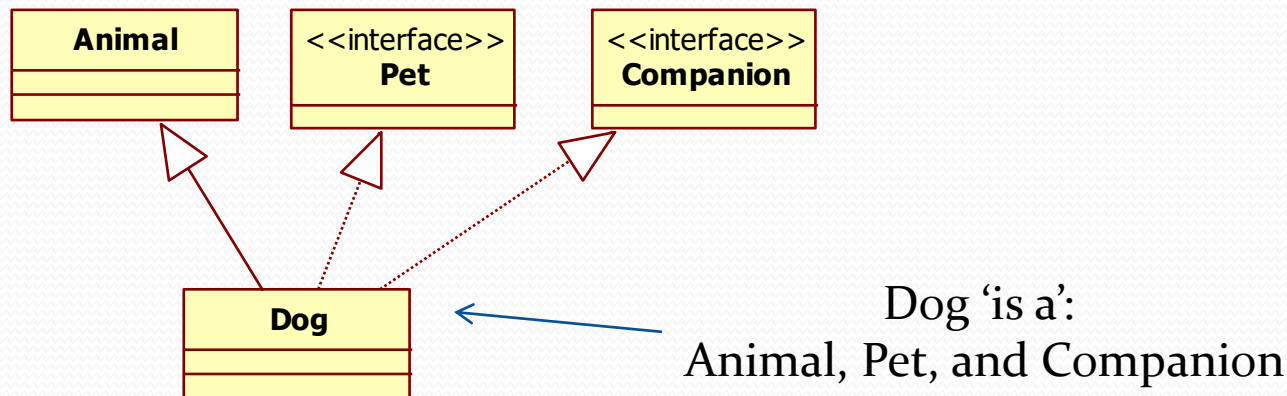 Animal
<<interface>>
Pet
<<interface>>
Companion
Dog
Dog ‘is a’:
Animal, Pet, and Companion